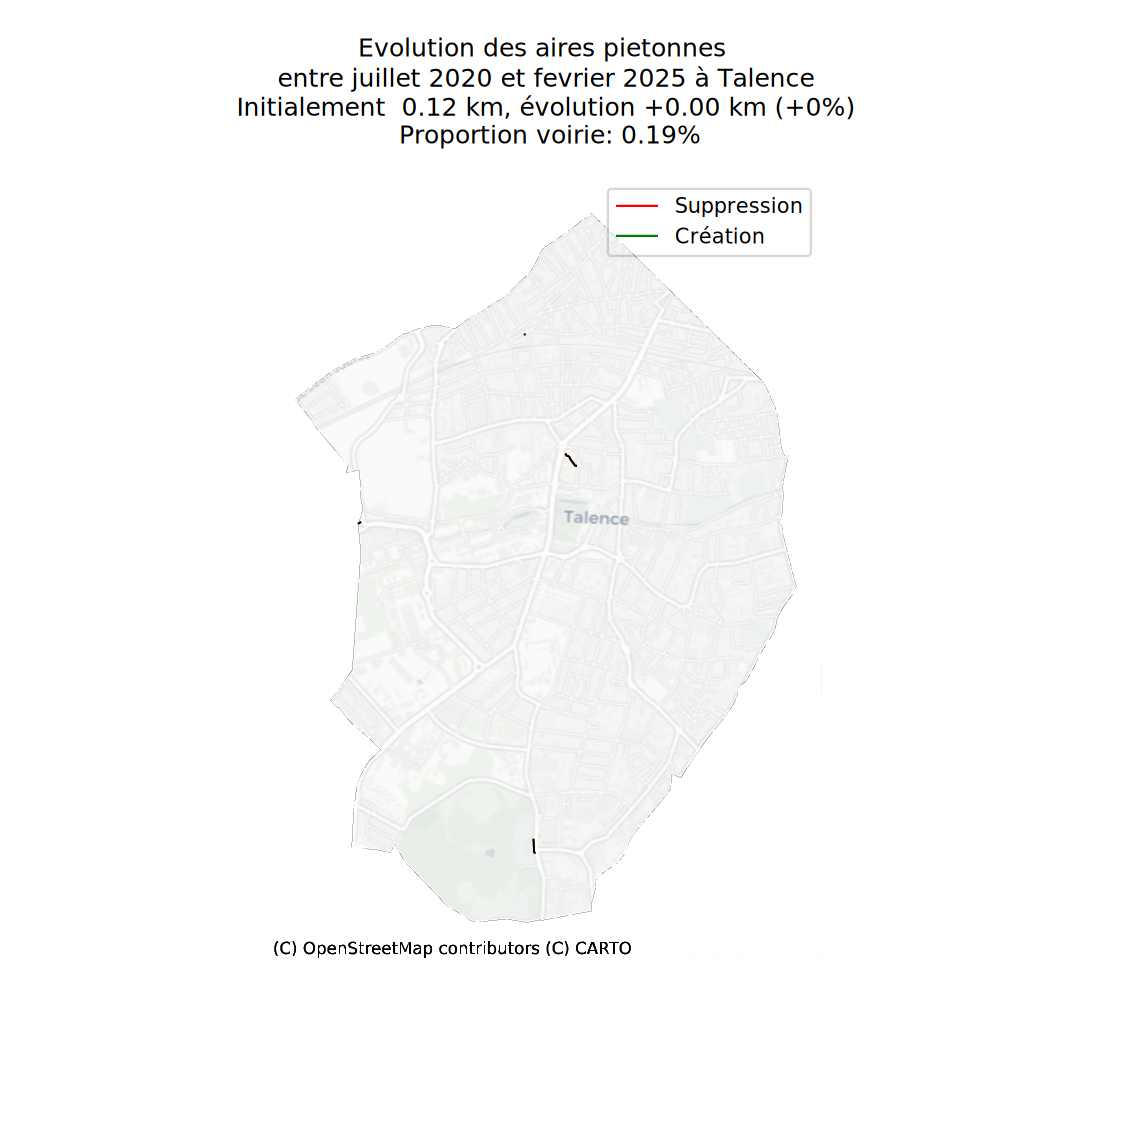 Evolution des aires pietonnes
entre juillet 2020 et fevrier 2025 à Talence
Initialement  0.12 km, évolution +0.00 km (+0%)
Proportion voirie: 0.19%
Suppression
Création
Talence
(C) OpenStreetMap contributors (C) CARTO